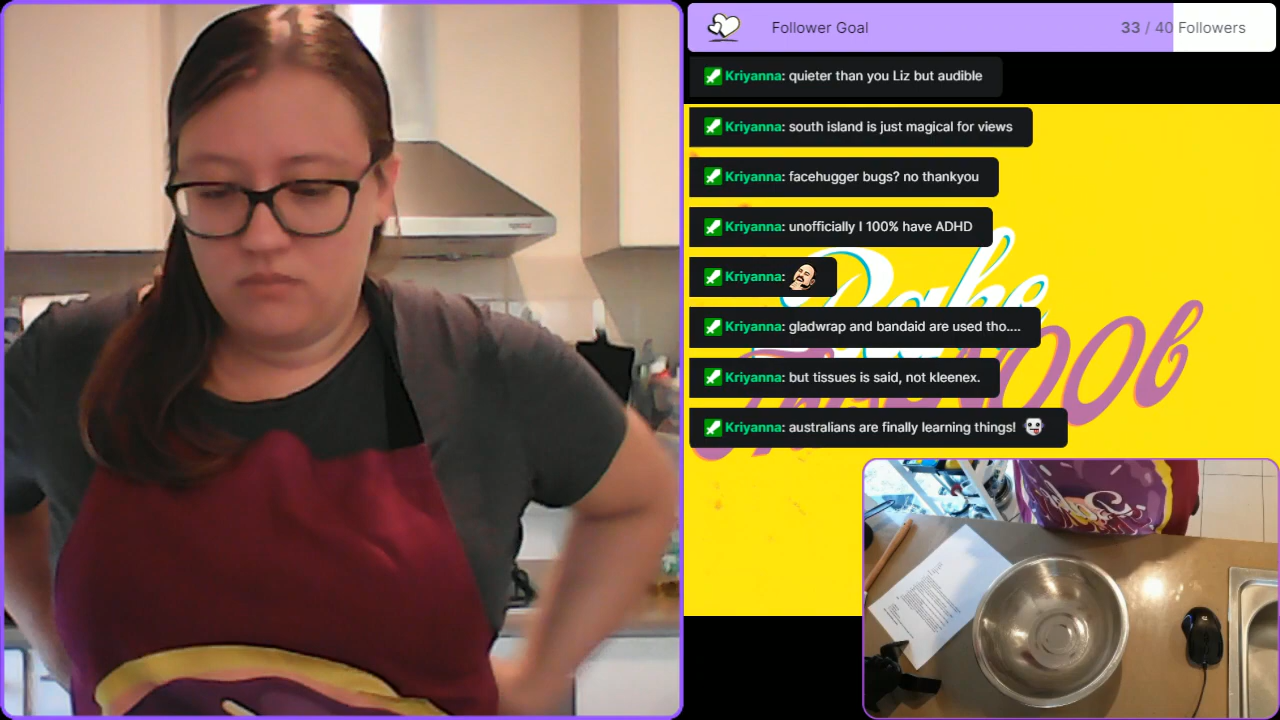 Follower Goal
33 / 40 Followers
Kriyanna: quieter than you Liz but audible
Kriyanna: south island is just magical for views
Kriyanna: facehugger bugs? no thankyou
Kriyanna: unofficially I 100% have ADHD
Kriyanna:
Kriyanna: gladwrap and bandaid are used tho....
Kriyanna: but tissues is said, not kleenex.
Kriyanna: australians are finally learning things!
Bake